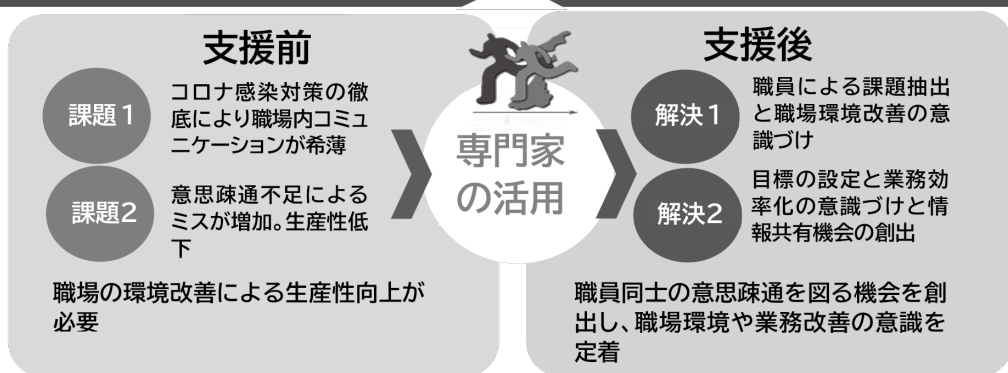 支援前
課題1
コロナ感染対策の徹
底により職場内コミュ
ニケーションが希薄
課題2
意思疎通不足による
ミスが増加。生産性低
下
職場の環境改善による生産性向上が
必要
専門家
の活用
支援後
解決1
職員による課題抽出
と職場環境改善の意
識づけ
解決2
目標の設定と業務効
率化の意識づけと情
報共有機会の創出
職員同士の意思疎通を図る機会を創
出し、職場環境や業務改善の意識を
定着